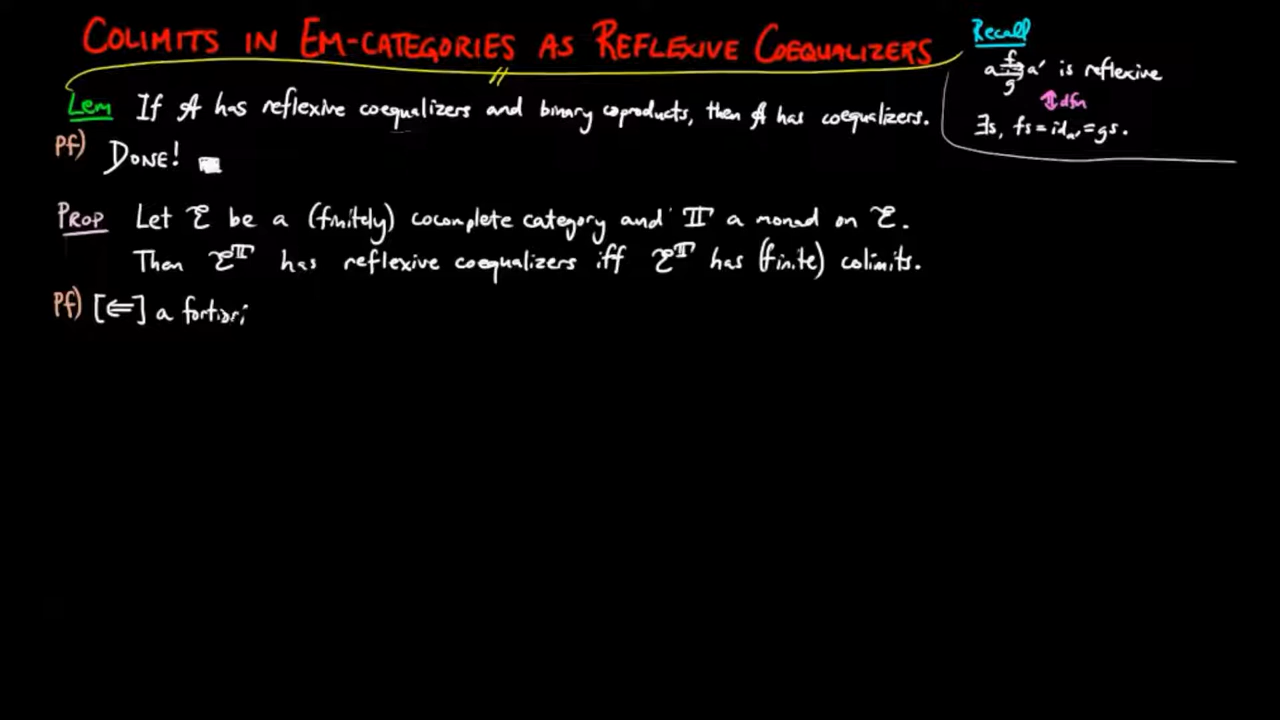 COLIMITS IN EM-CATEGORIES AS REFLEXIVE COEQUALIZERS
Recall
a ⇉ a' is reflexive
f
g
⇕ dfn
∃s, fs = id_a' = gs.
Lem If 𝒜 has reflexive coequalizers and binary coproducts, then 𝒜 has coequalizers.
Pf) DONE!
PROP Let ℰ be a (finitely) cocomplete category and 𝕋 a monad on ℰ.
Then ℰ^𝕋 has reflexive coequalizers iff ℰ^𝕋 has (finite) colimits.
Pf) [⇐] a fortiori